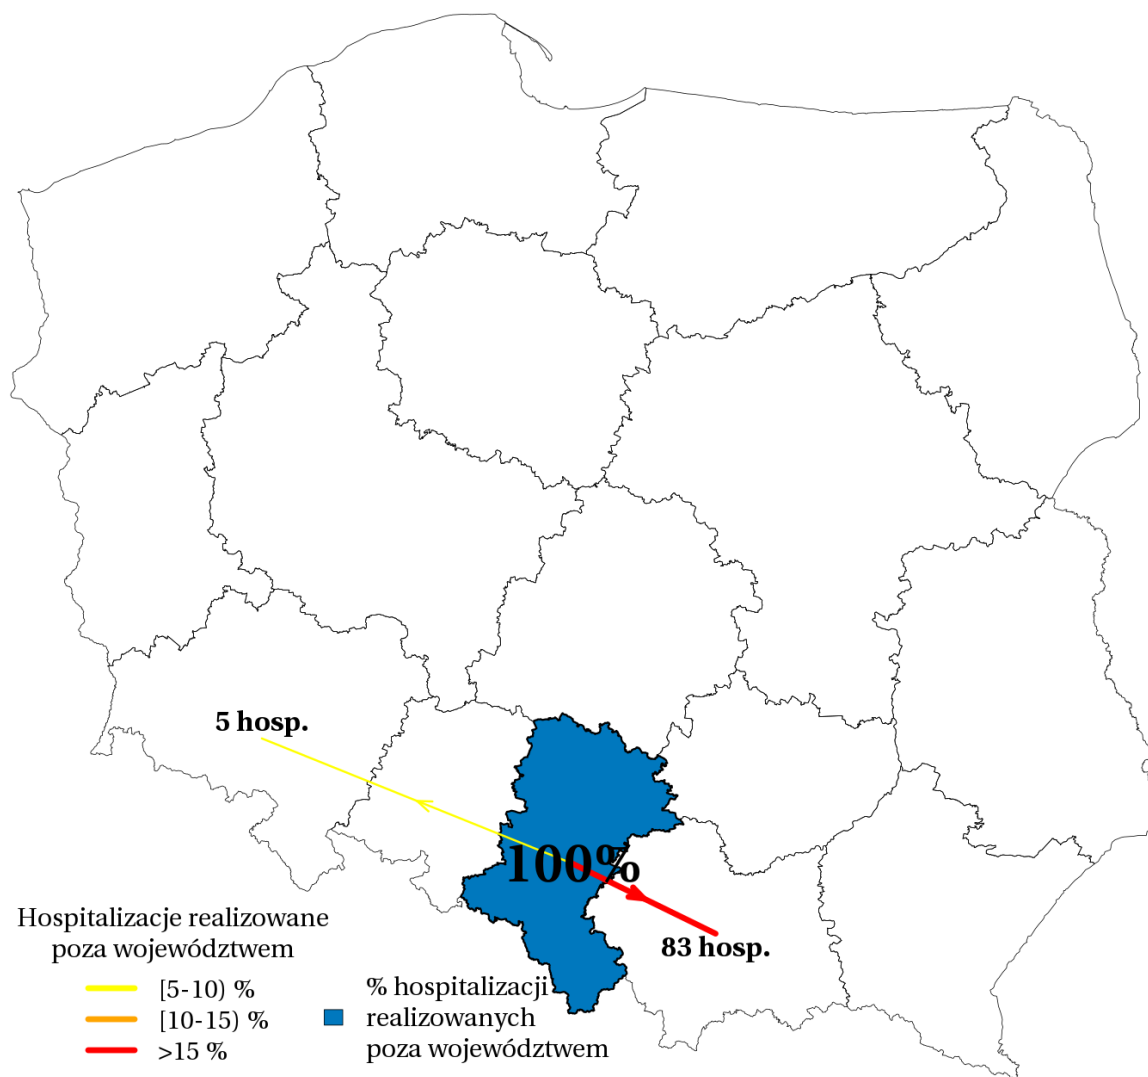 5 hosp.
100%
83 hosp.
Hospitalizacje realizowane
poza województwem
[5-10) %
[10-15) %
>15 %
% hospitalizacji
realizowanych
poza województwem